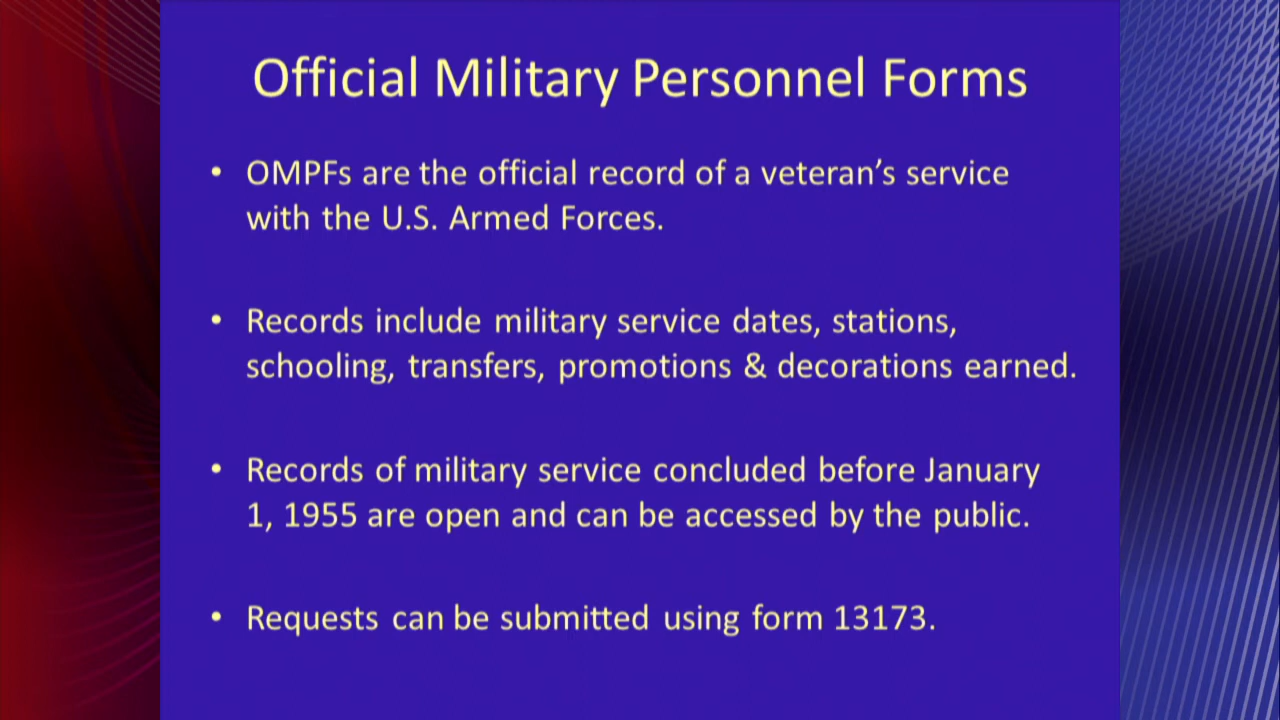 Official Military Personnel Forms
• OMPFs are the official record of a veteran’s service
with the U.S. Armed Forces.
• Records include military service dates, stations,
schooling, transfers, promotions & decorations earned.
• Records of military service concluded before January
1, 1955 are open and can be accessed by the public.
• Requests can be submitted using form 13173.